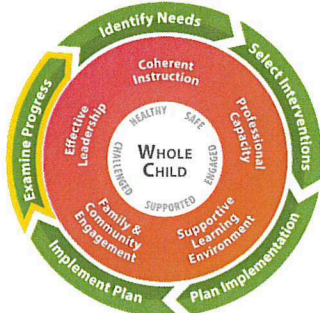 Identify Needs
Select Interventions
Plan Implementation
Implement Plan
Examine Progress
Coherent
Instruction
Professional
Capacity
Supportive
Learning
Environment
Family &
Community
Engagement
Effective
Leadership
HEALTHY
SAFE
ENGAGED
SUPPORTED
CHALLENGED
WHOLE
CHILD